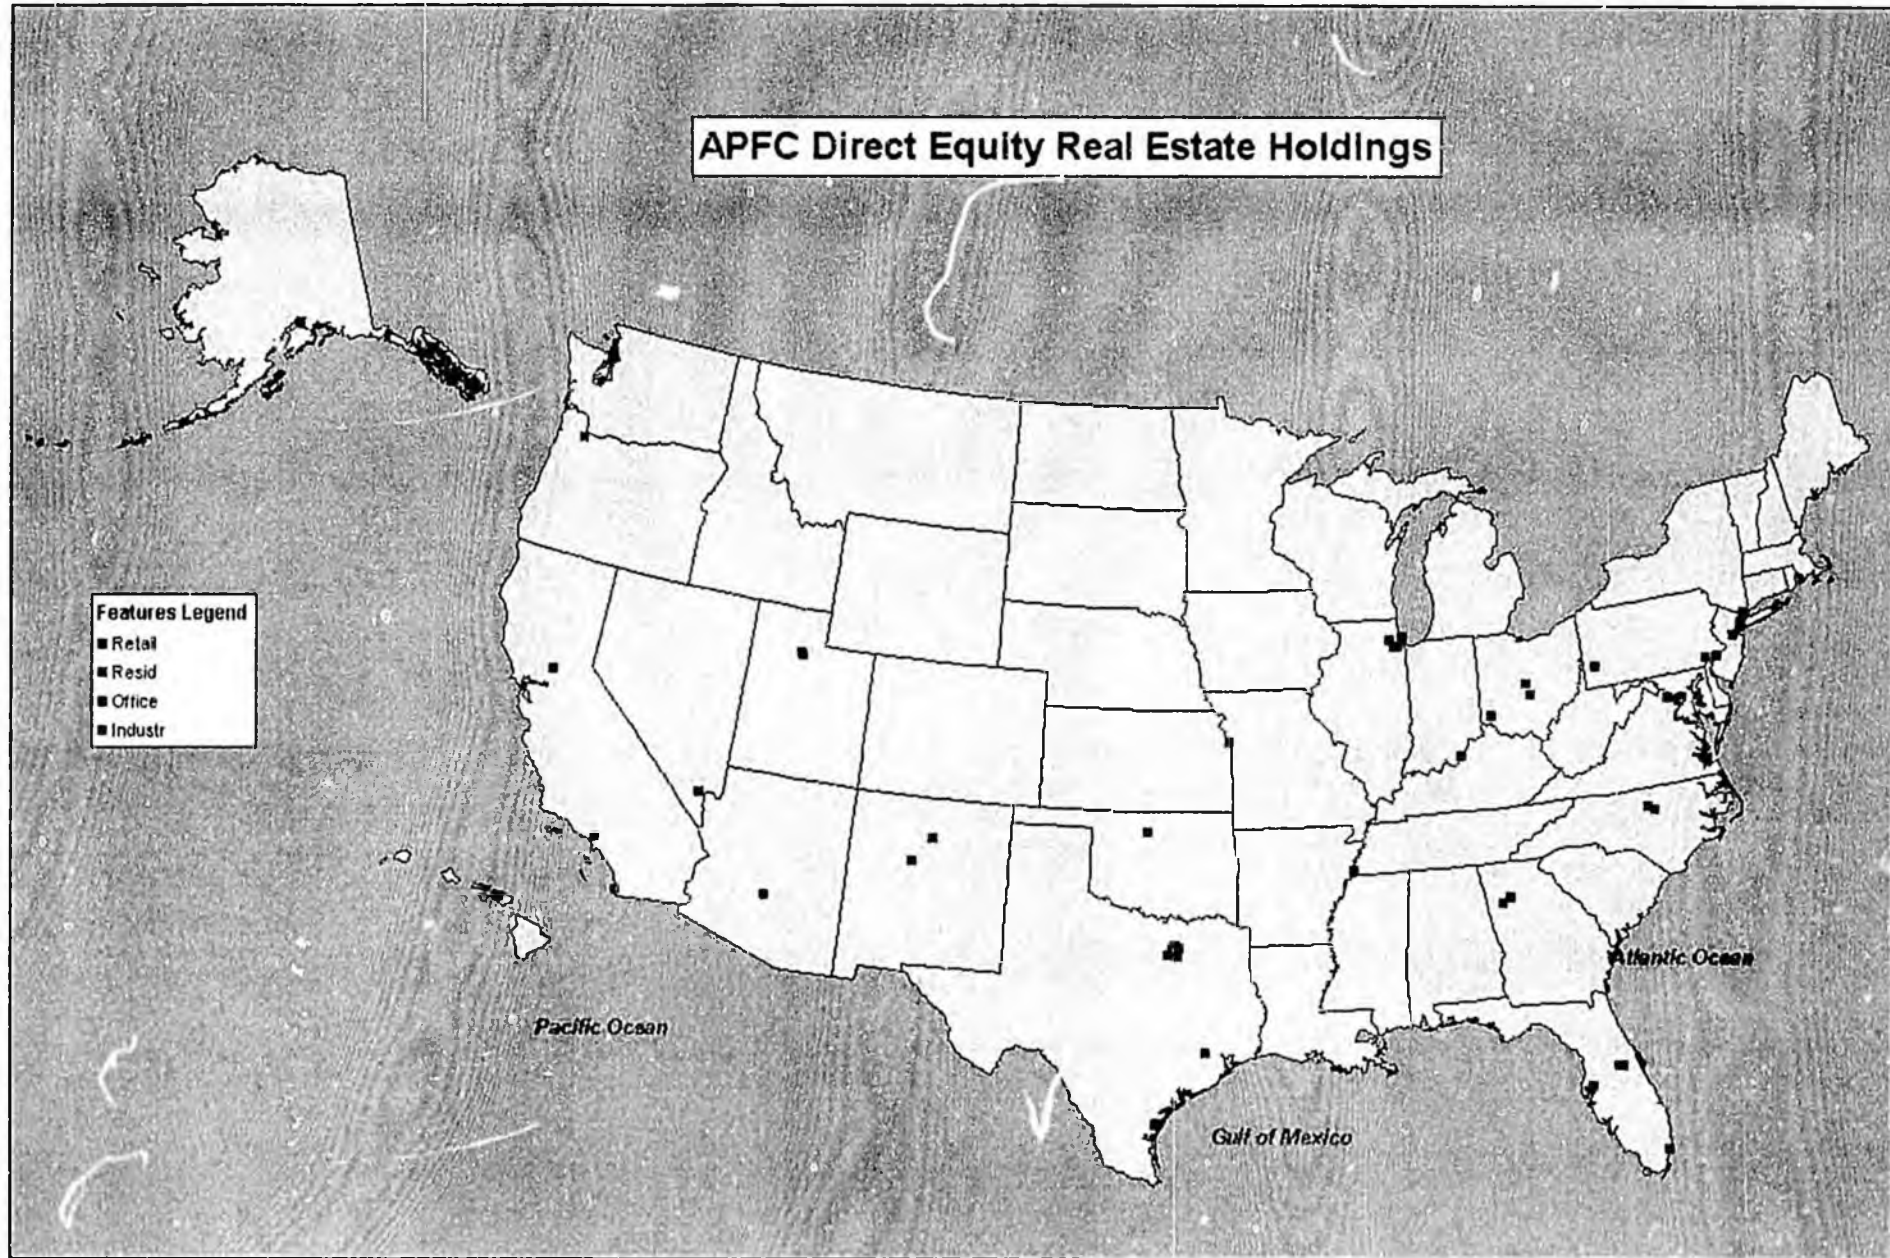 APFC Direct Equity Real Estate Holdings
Features Legend
Retail
Resid
Office
Industr
Atlantic Ocean
Pacific Ocean
Gulf of Mexico